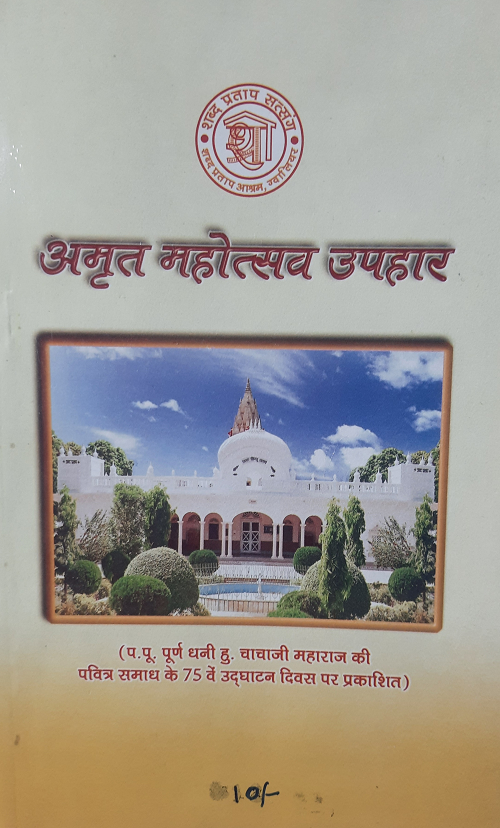 शब्द प्रताप सत्संग
शब्द प्रताप आश्रम, ग्वालियर
अमृत महोत्सव उपहार
(प.पू. पूर्ण धनी हु. चाचाजी महाराज की
पवित्र समाध के 75 वें उद्घाटन दिवस पर प्रकाशित)
10/-